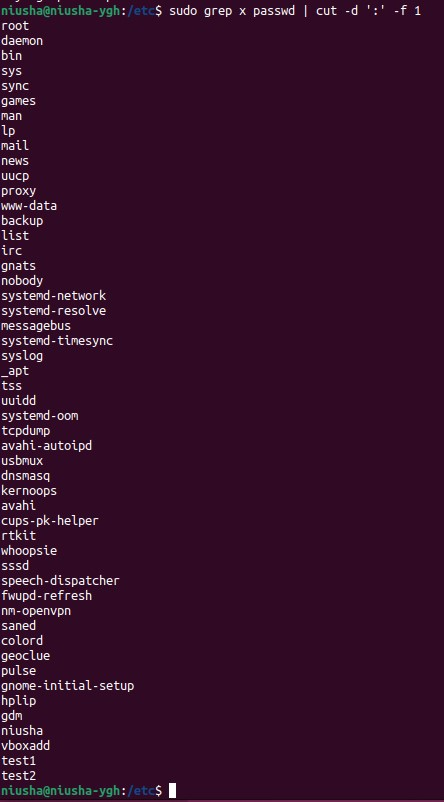 niusha@niusha-ygh:/etc$ sudo grep x passwd | cut -d ':' -f 1
root
daemon
bin
sys
sync
games
man
lp
mail
news
uucp
proxy
www-data
backup
list
irc
gnats
nobody
systemd-network
systemd-resolve
messagebus
systemd-timesync
syslog
_apt
tss
uuidd
systemd-oom
tcpdump
avahi-autoipd
usbmux
dnsmasq
kernoops
avahi
cups-pk-helper
rtkit
whoopsie
sssd
speech-dispatcher
fwupd-refresh
nm-openvpn
saned
colord
geoclue
pulse
gnome-initial-setup
hplip
gdm
niusha
vboxadd
test1
test2
niusha@niusha-ygh:/etc$